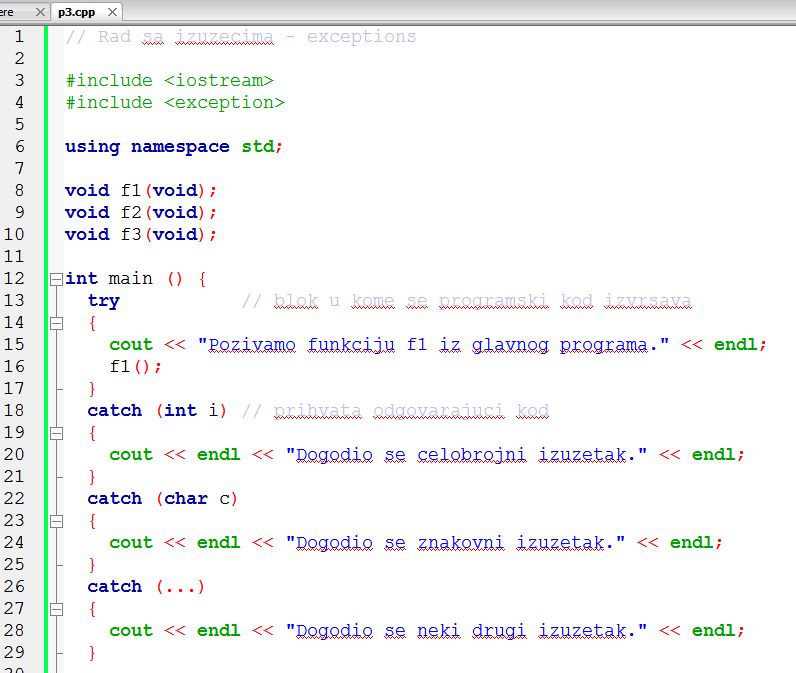 ere p3.cpp
1 // Rad sa izuzecima - exceptions
2
3 #include <iostream>
4 #include <exception>
5
6 using namespace std;
7
8 void f1(void);
9 void f2(void);
10 void f3(void);
11
12 int main () {
13 try // blok u kome se programski kod izvrsava
14 {
15 cout << "Pozivamo funkciju f1 iz glavnog programa." << endl;
16 f1();
17 }
18 catch (int i) // prihvata odgovarajuci kod
19 {
20 cout << endl << "Dogodio se celobrojni izuzetak." << endl;
21 }
22 catch (char c)
23 {
24 cout << endl << "Dogodio se znakovni izuzetak." << endl;
25 }
26 catch (...)
27 {
28 cout << endl << "Dogodio se neki drugi izuzetak." << endl;
29 }